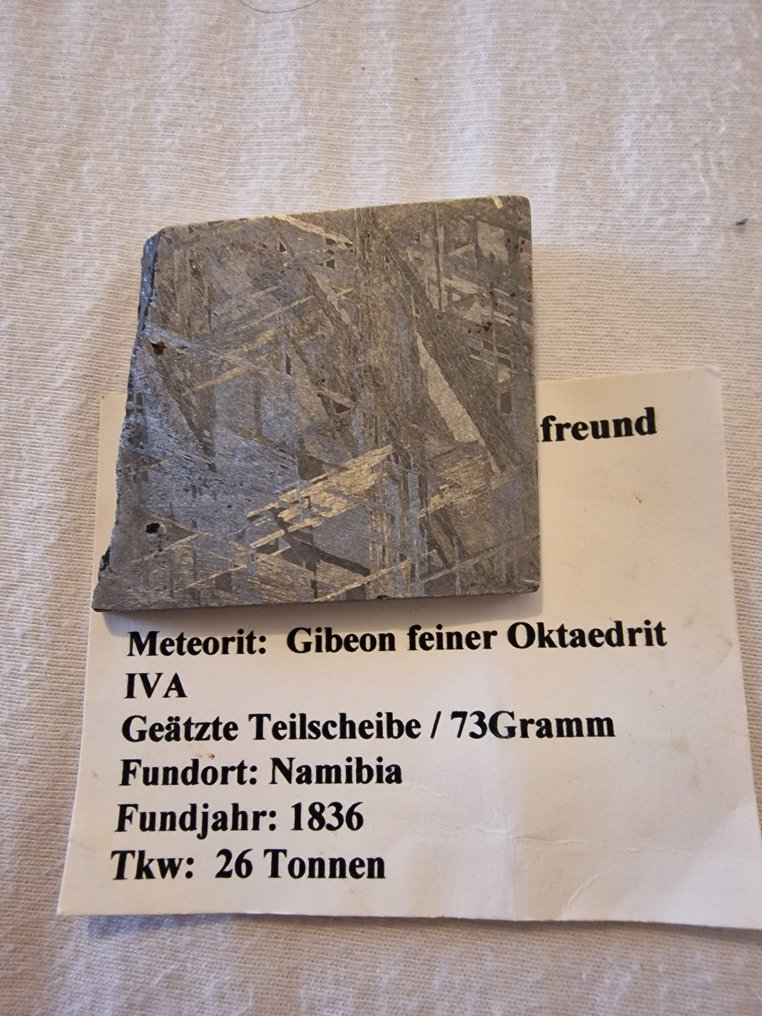 freund
Meteorit: Gibeon feiner Oktaedrit
IVA
Geätzte Teilscheibe / 73Gramm
Fundort: Namibia
Fundjahr: 1836
Tkw: 26 Tonnen